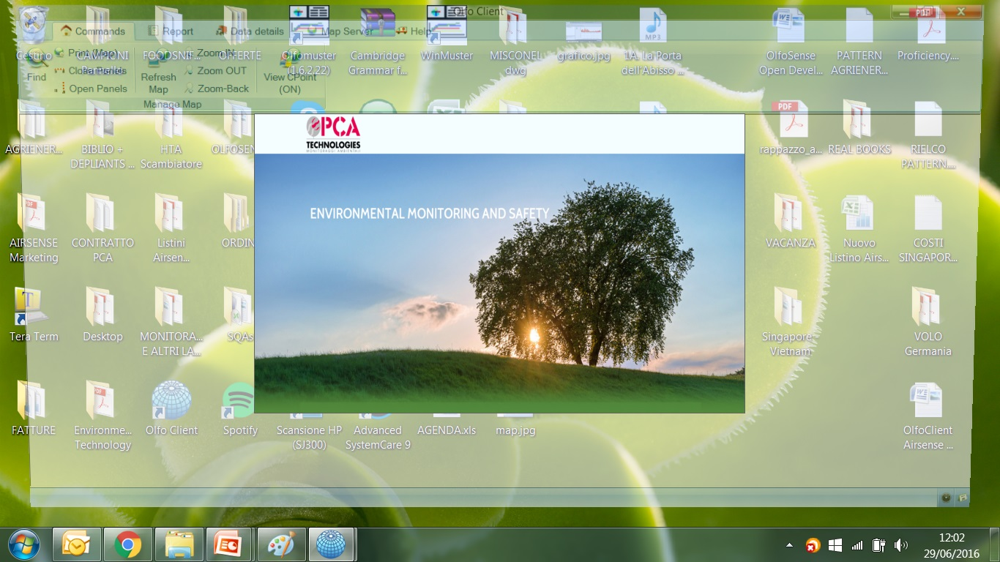 Olfo Client
Commands
Report
Data details
Map Server
Help
Find
Print (Map)
Close Panels
Open Panels
Refresh
Map
Zoom IN
Zoom OUT
Zoom-Back
View CPoint
(ON)
Manage Map
Cestino
CAMPIONI
FOODSNIF...
OFFERTE
Olfomuster
(1.6.2.22)
Cambridge
Grammar f...
WinMuster
MISCONEL
dwg
grafico.jpg
MP3
1A. La Porta
dell'Abisso ...
OlfoSense
Open Devel...
PATTERN
AGRIENER...
PDF
Proficiency....
AGRIENER...
BIBLIO +
DEPLIANTS ...
HTA
Scambiatore
OLFOSEN
PCA
TECHNOLOGIES
MONITORAGGI AMBIENTALI
PDF
rappazzo_a...
REAL BOOKS
RIELCO
PATTERN....
ENVIRONMENTAL MONITORING AND SAFETY
AIRSENSE
Marketing
CONTRATTO
PCA
Listini
Airsen...
ORDIN
VACANZA
Nuovo
Listino Airs...
COSTI
SINGAPOR...
Tera Term
Desktop
MONITORA...
E ALTRI LA...
SQAs
Singapore -
Vietnam
VOLO
Germania
FATTURE
Environme...
Technology
Olfo Client
Spotify
Scansione HP
(SJ300)
Advanced
SystemCare 9
AGENDA.xls
map.jpg
OlfoClient
Airsense ...
12:02
29/06/2016